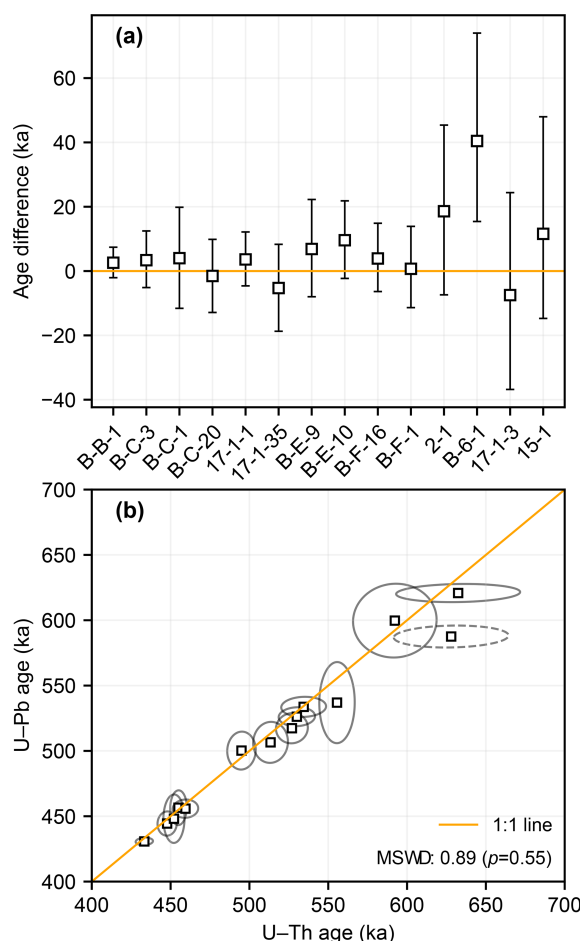 (a)
Age difference (ka)
60
40
20
0
−20
−40
B-B-1
B-C-3
B-C-1
B-C-20
17-1-1
17-1-35
B-E-9
B-E-10
B-F-16
B-F-1
2-1
B-6-1
17-1-3
15-1
(b)
U–Pb age (ka)
700
650
600
550
500
450
400
1:1 line
MSWD: 0.89 (p=0.55)
400 450 500 550 600 650 700
U–Th age (ka)